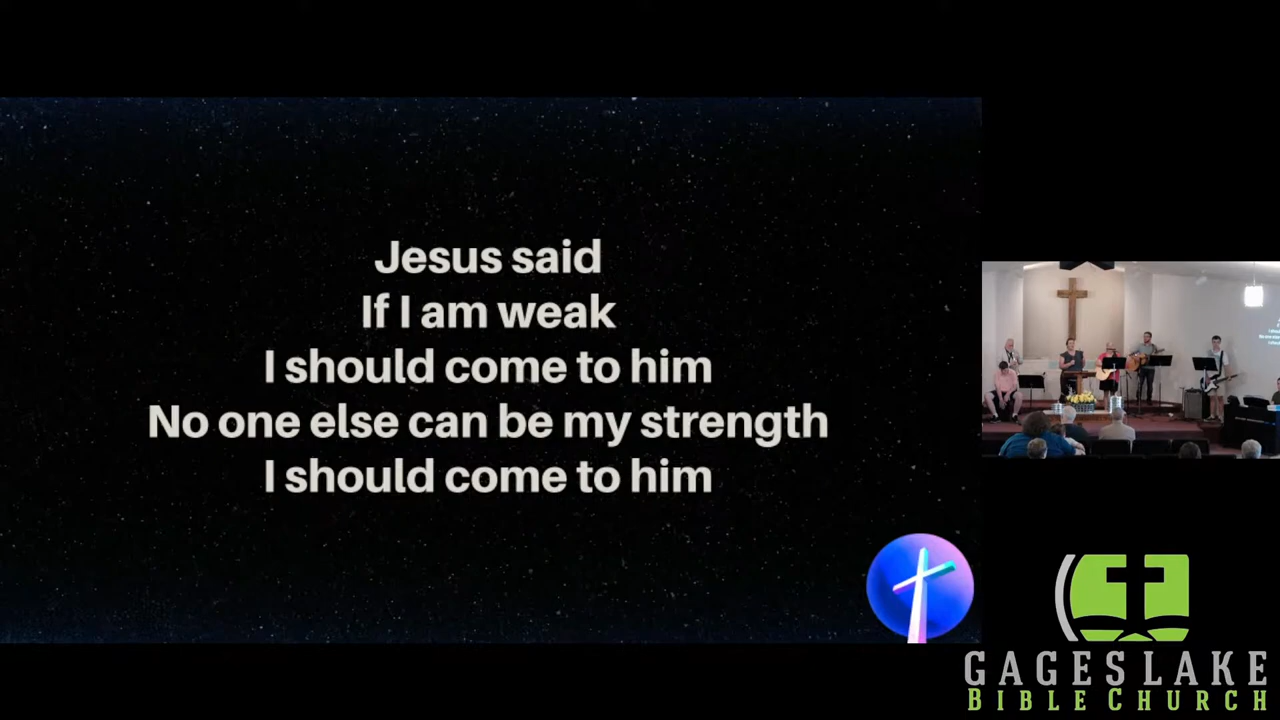 Jesus said
If I am weak
I should come to him
No one else can be my strength
I should come to him
GAGESLAKE
BIBLE CHURCH